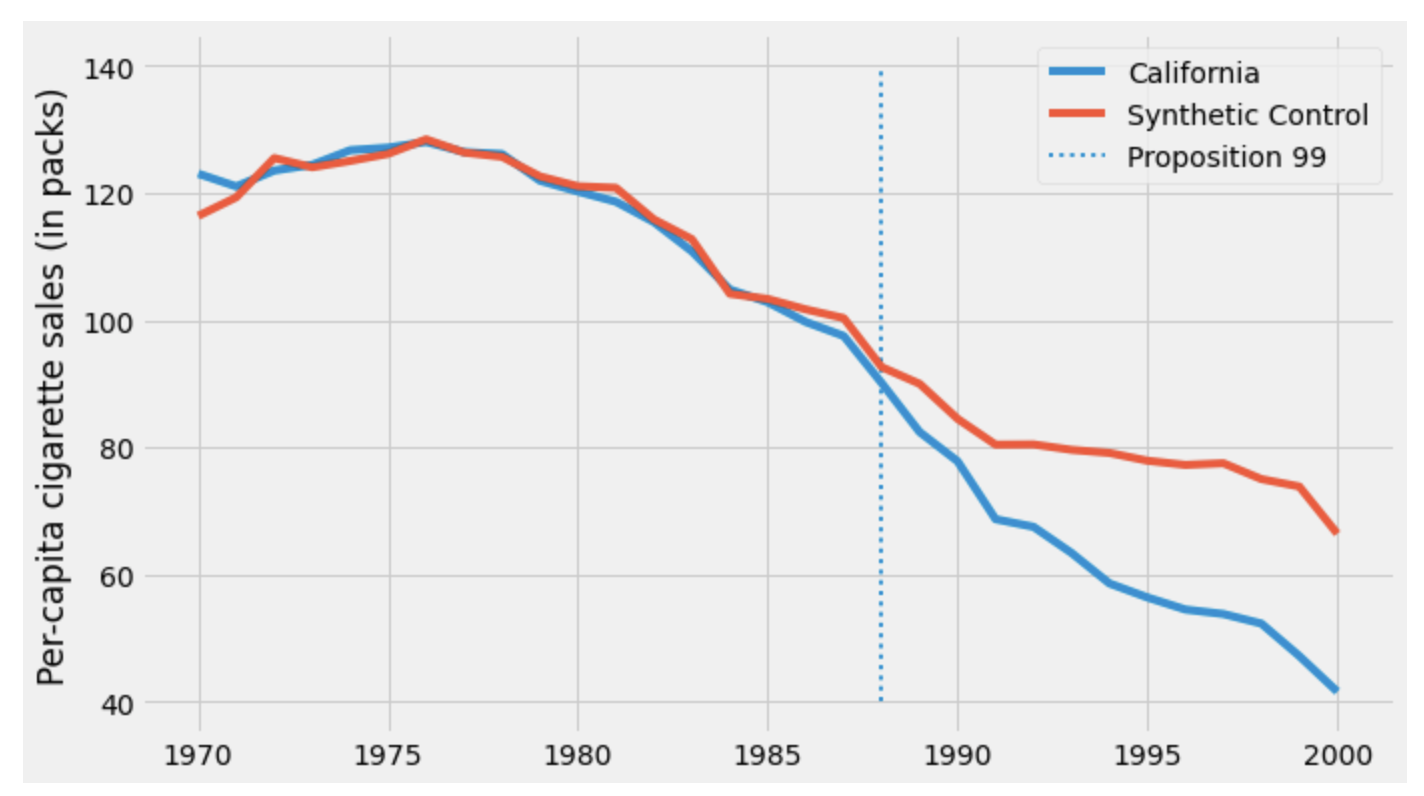 Per-capita cigarette sales (in packs)
140
120
100
80
60
40
1970 1975 1980 1985 1990 1995 2000
California
Synthetic Control
Proposition 99